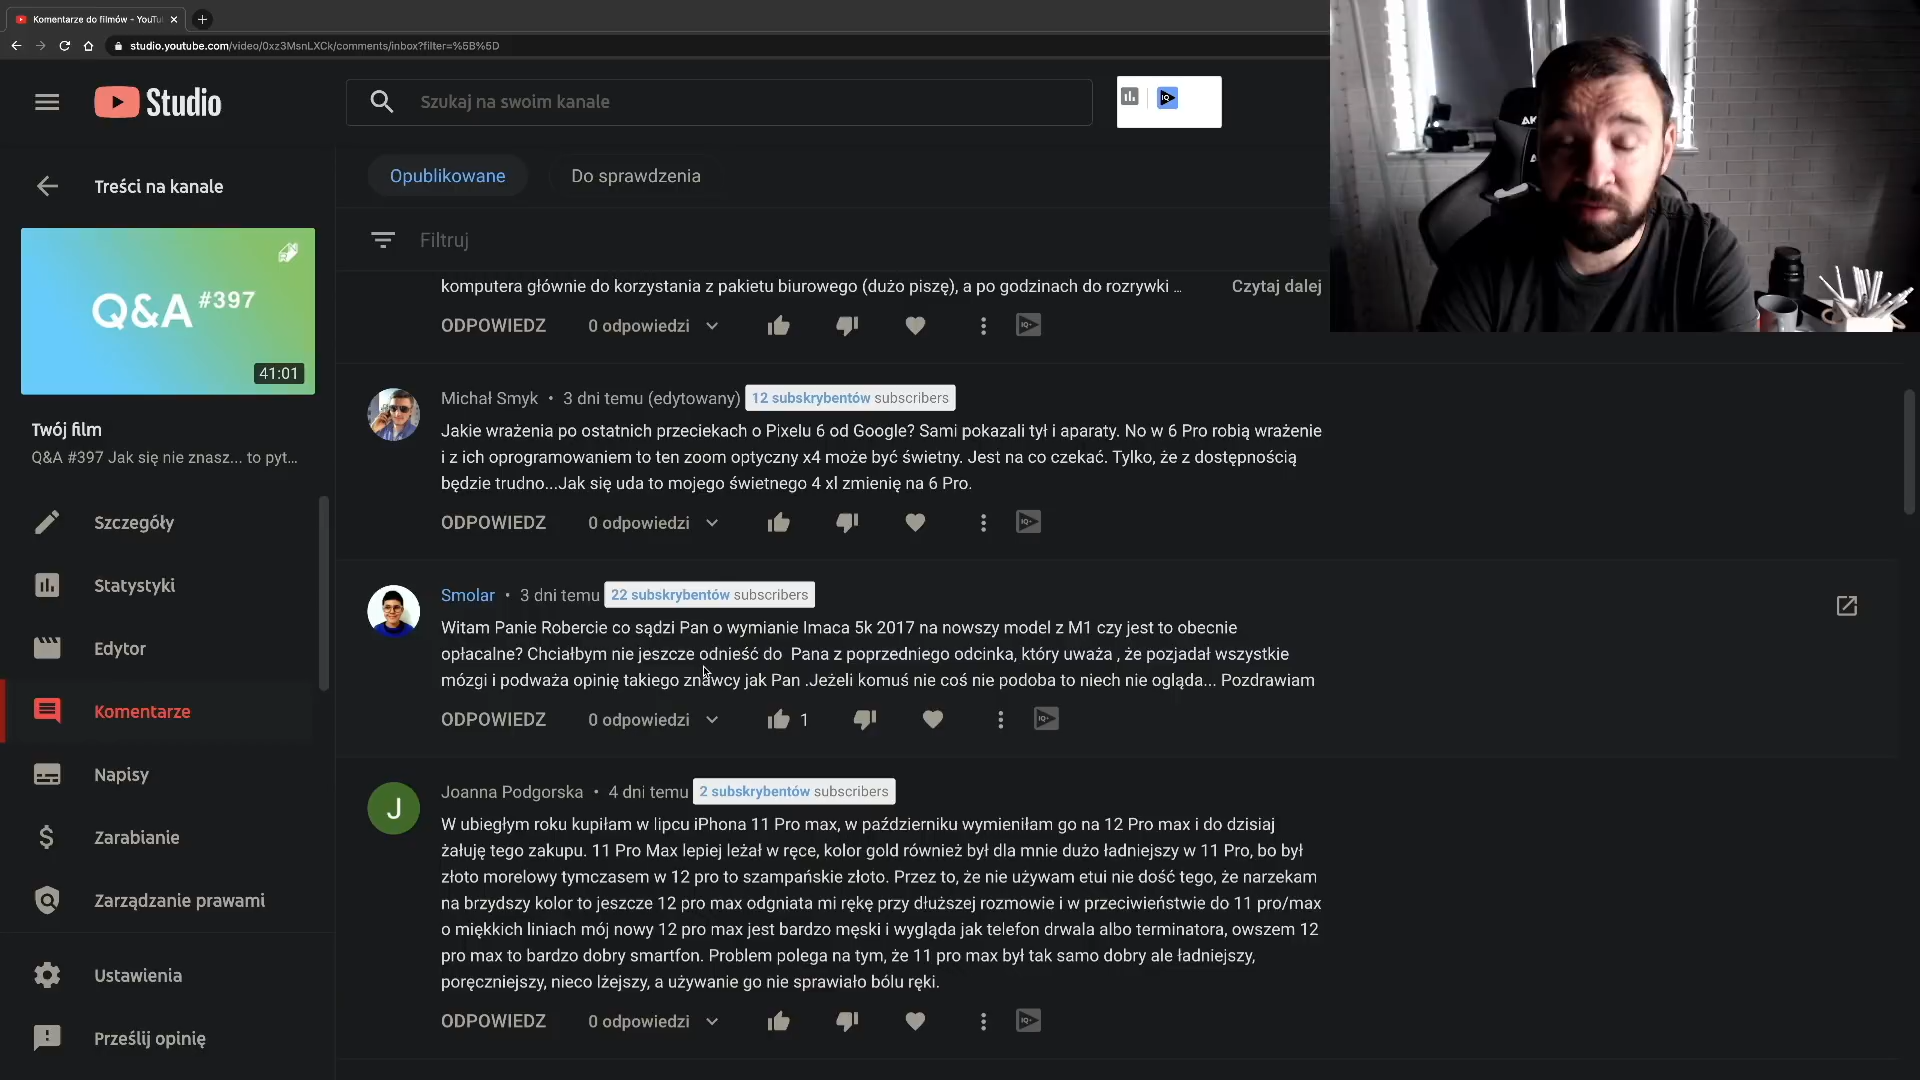 Komentarze do filmów - YouTu
studio.youtube.com/video/0xz3MsnLXCk/comments/inbox?filter=%5B%5D
Studio
Szukaj na swoim kanale
Treści na kanale
Q&A #397
41:01
Twój film
Q&A #397 Jak się nie znasz... to pyt...
Szczegóły
Statystyki
Edytor
Komentarze
Napisy
Zarabianie
Zarządzanie prawami
Ustawienia
Prześlij opinię
Opublikowane
Do sprawdzenia
Filtruj
komputera głównie do korzystania z pakietu biurowego (dużo piszę), a po godzinach do rozrywki ... Czytaj dalej
ODPOWIEDZ 0 odpowiedzi
Michał Smyk • 3 dni temu (edytowany) 12 subskrybentów subscribers
Jakie wrażenia po ostatnich przeciekach o Pixelu 6 od Google? Sami pokazali tył i aparaty. No w 6 Pro robią wrażenie
i z ich oprogramowaniem to ten zoom optyczny x4 może być świetny. Jest na co czekać. Tylko, że z dostępnością
będzie trudno...Jak się uda to mojego świetnego 4 xl zmienię na 6 Pro.
ODPOWIEDZ 0 odpowiedzi
Smolar • 3 dni temu 22 subskrybentów subscribers
Witam Panie Robercie co sądzi Pan o wymianie Imaca 5k 2017 na nowszy model z M1 czy jest to obecnie
opłacalne? Chciałbym nie jeszcze odnieść do Pana z poprzedniego odcinka, który uważa , że pozjadał wszystkie
mózgi i podważa opinię takiego znawcy jak Pan .Jeżeli komuś nie coś nie podoba to niech nie ogląda... Pozdrawiam
ODPOWIEDZ 0 odpowiedzi 1
J
Joanna Podgorska • 4 dni temu 2 subskrybentów subscribers
W ubiegłym roku kupiłam w lipcu iPhona 11 Pro max, w październiku wymieniłam go na 12 Pro max i do dzisiaj
żałuję tego zakupu. 11 Pro Max lepiej leżał w ręce, kolor gold również był dla mnie dużo ładniejszy w 11 Pro, bo był
złoto morelowy tymczasem w 12 pro to szampańskie złoto. Przez to, że nie używam etui nie dość tego, że narzekam
na brzydszy kolor to jeszcze 12 pro max odgniata mi rękę przy dłuższej rozmowie i w przeciwieństwie do 11 pro/max
o miękkich liniach mój nowy 12 pro max jest bardzo męski i wygląda jak telefon drwala albo terminatora, owszem 12
pro max to bardzo dobry smartfon. Problem polega na tym, że 11 pro max był tak samo dobry ale ładniejszy,
poręczniejszy, nieco lżejszy, a używanie go nie sprawiało bólu ręki.
ODPOWIEDZ 0 odpowiedzi